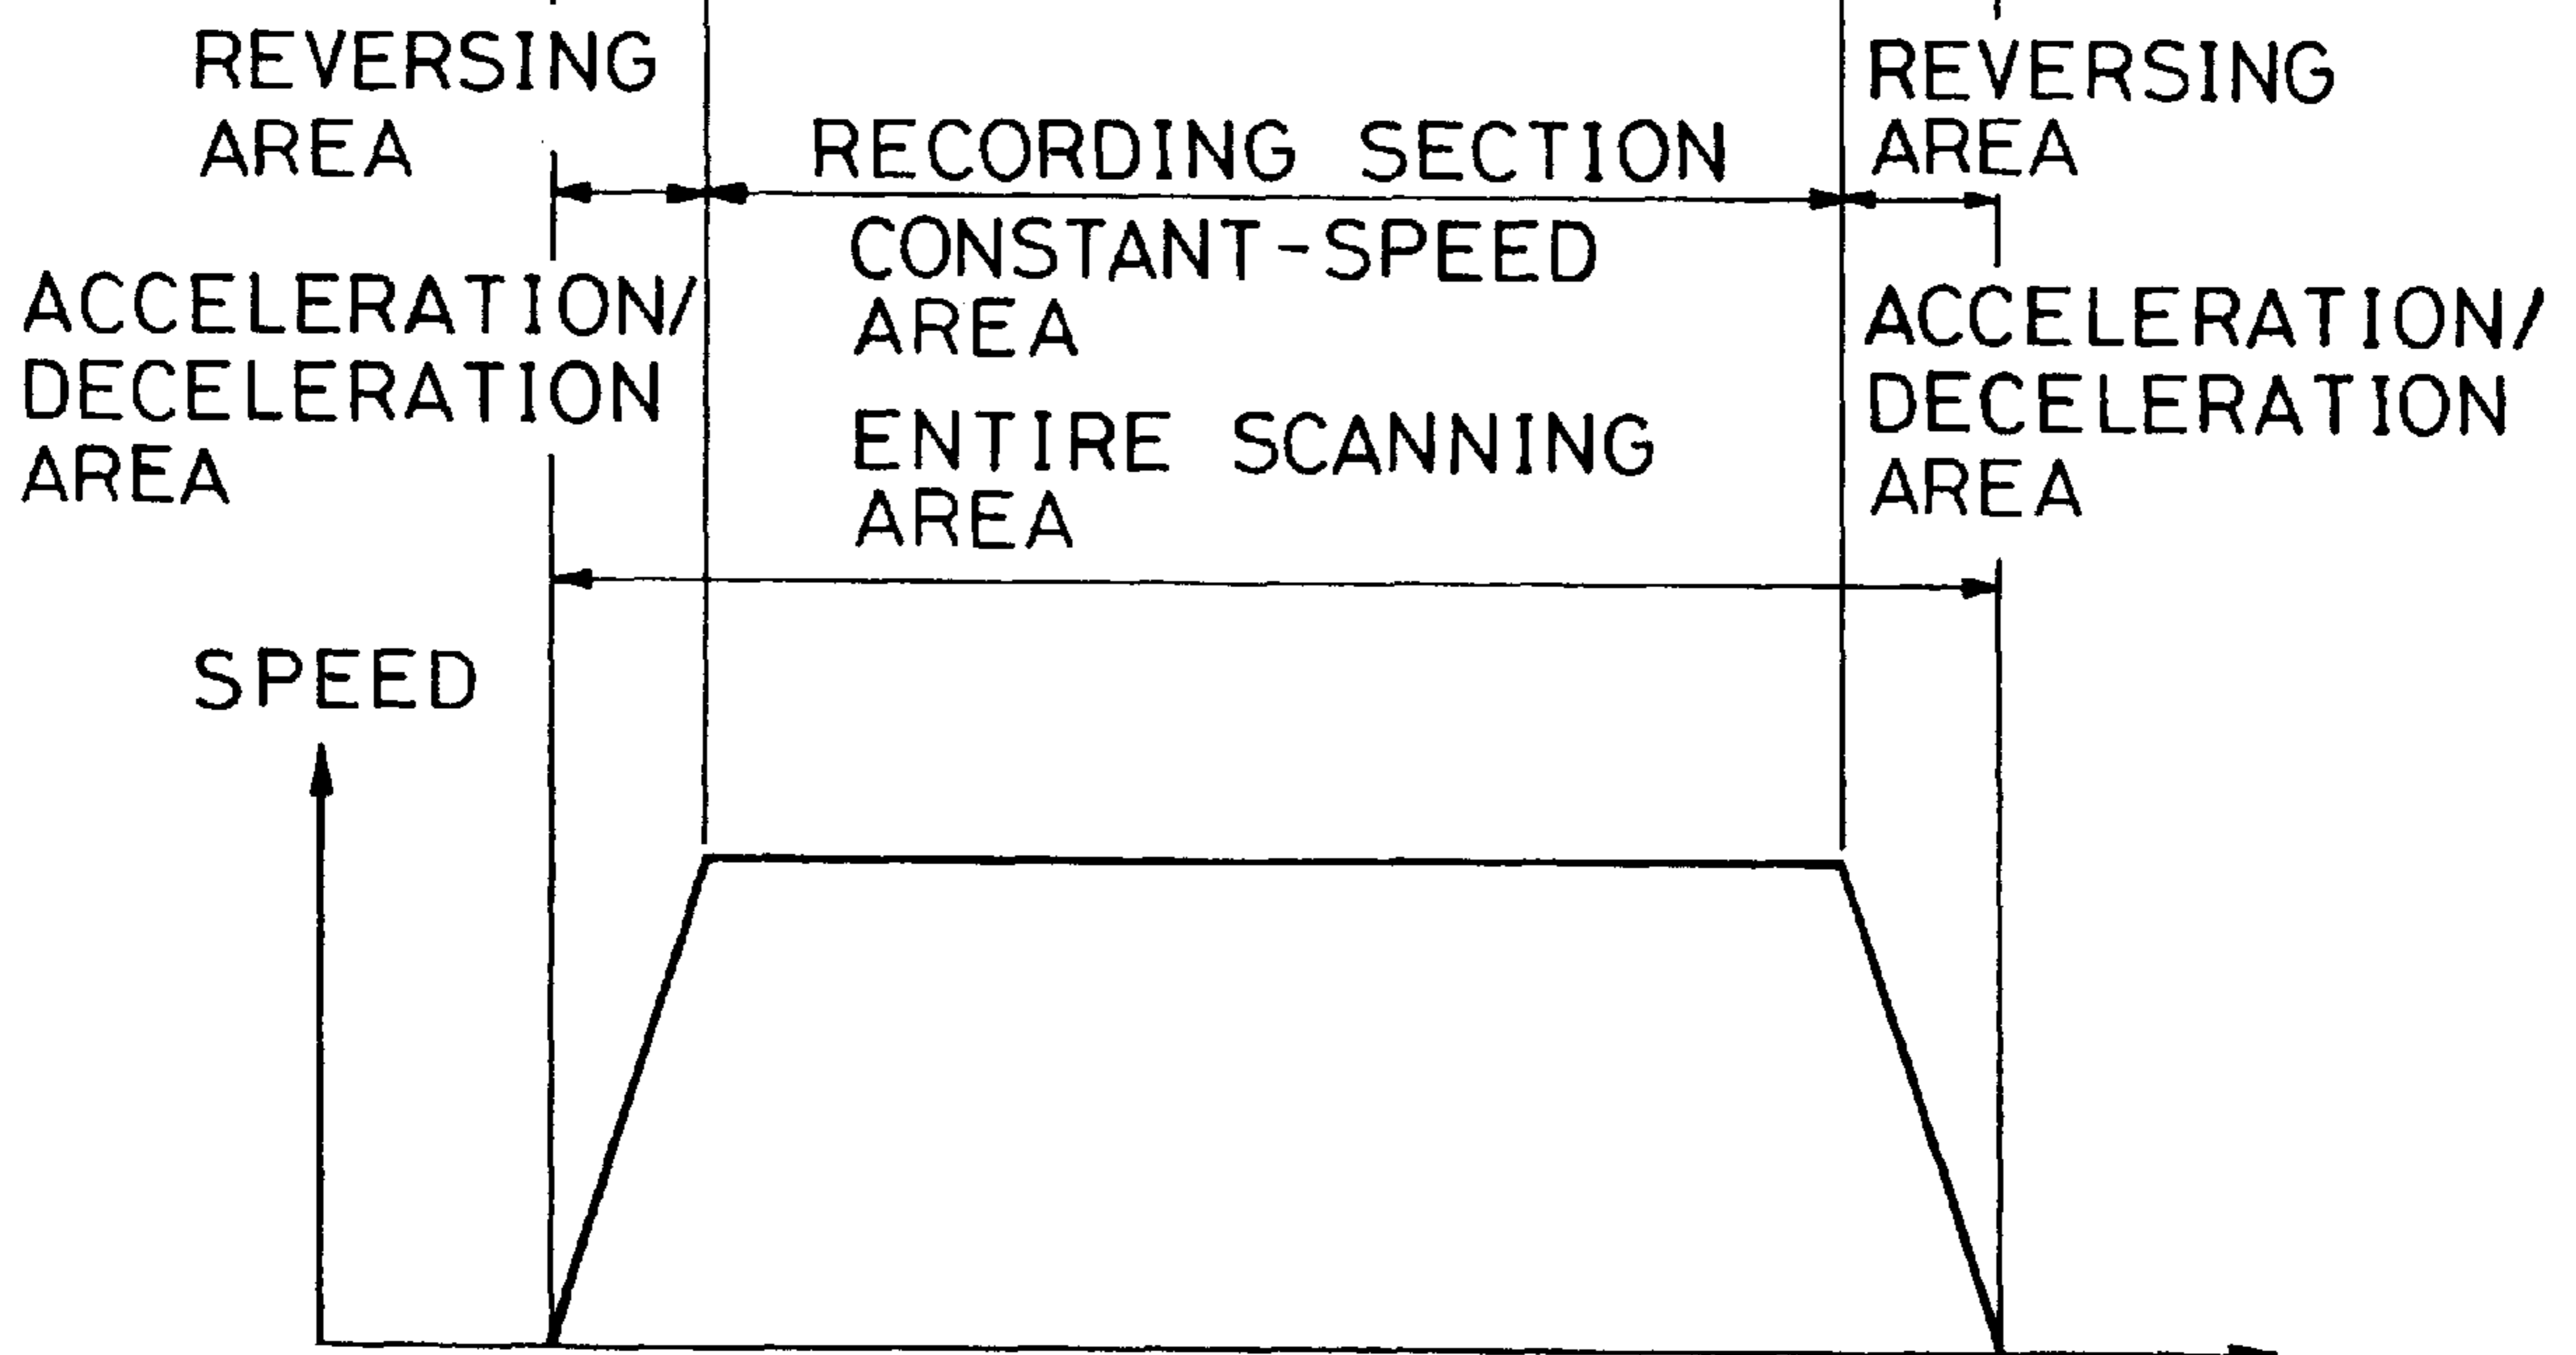 REVERSING
AREA
RECORDING SECTION
REVERSING
AREA
CONSTANT-SPEED
AREA
ACCELERATION/
DECELERATION
AREA
ENTIRE SCANNING
AREA
ACCELERATION/
DECELERATION
AREA
SPEED